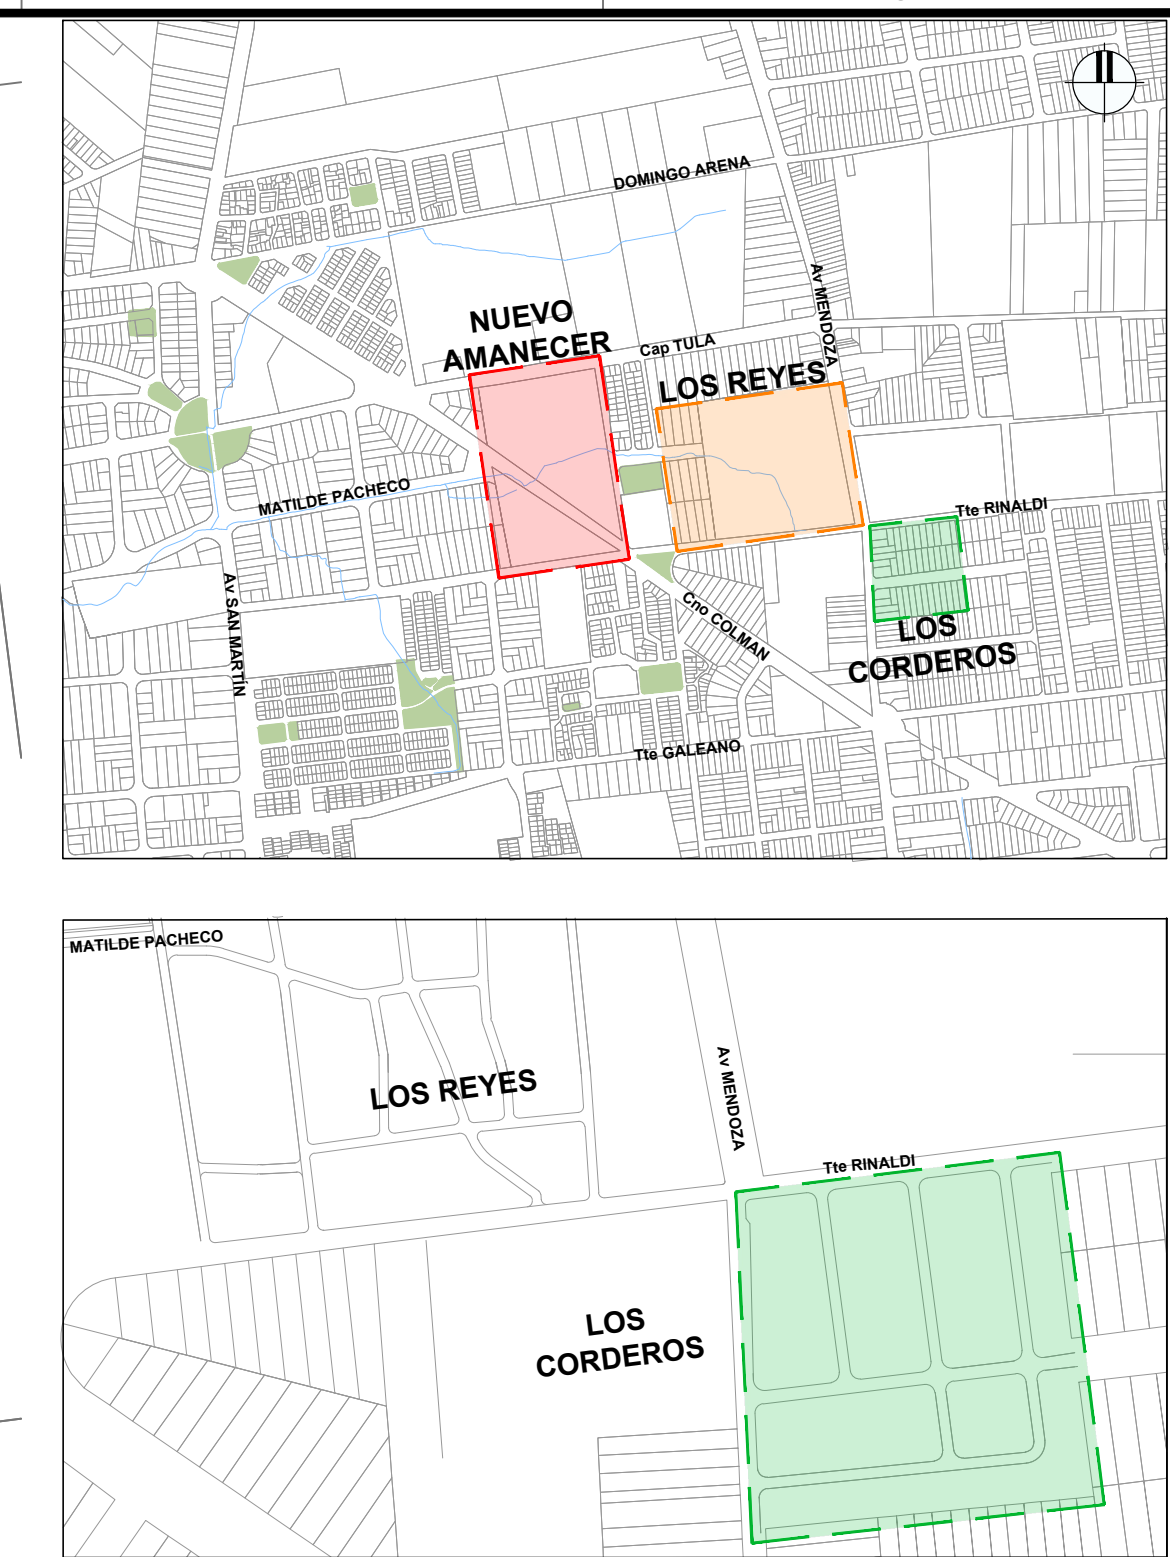 DOMINGO ARENA
Av MENDOZA
NUEVO
AMANECER
Cap TULA
LOS REYES
MATILDE PACHECO
Tte RINALDI
Av SAN MARTÍN
Cno COLMAN
LOS
CORDEROS
Tte GALEANO
MATILDE PACHECO
LOS REYES
Av MENDOZA
Tte RINALDI
LOS
CORDEROS